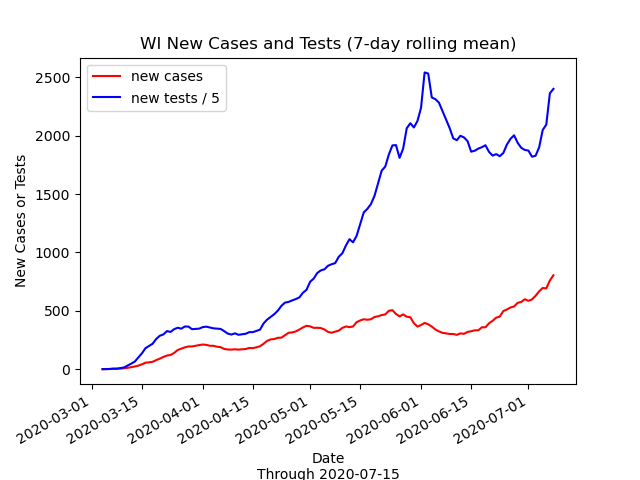 WI New Cases and Tests (7-day rolling mean)
new cases
new tests / 5
New Cases or Tests
2500
2000
1500
1000
500
0
2020-03-01
2020-03-15
2020-04-01
2020-04-15
2020-05-01
2020-05-15
2020-06-01
2020-06-15
2020-07-01
Date
Through 2020-07-15